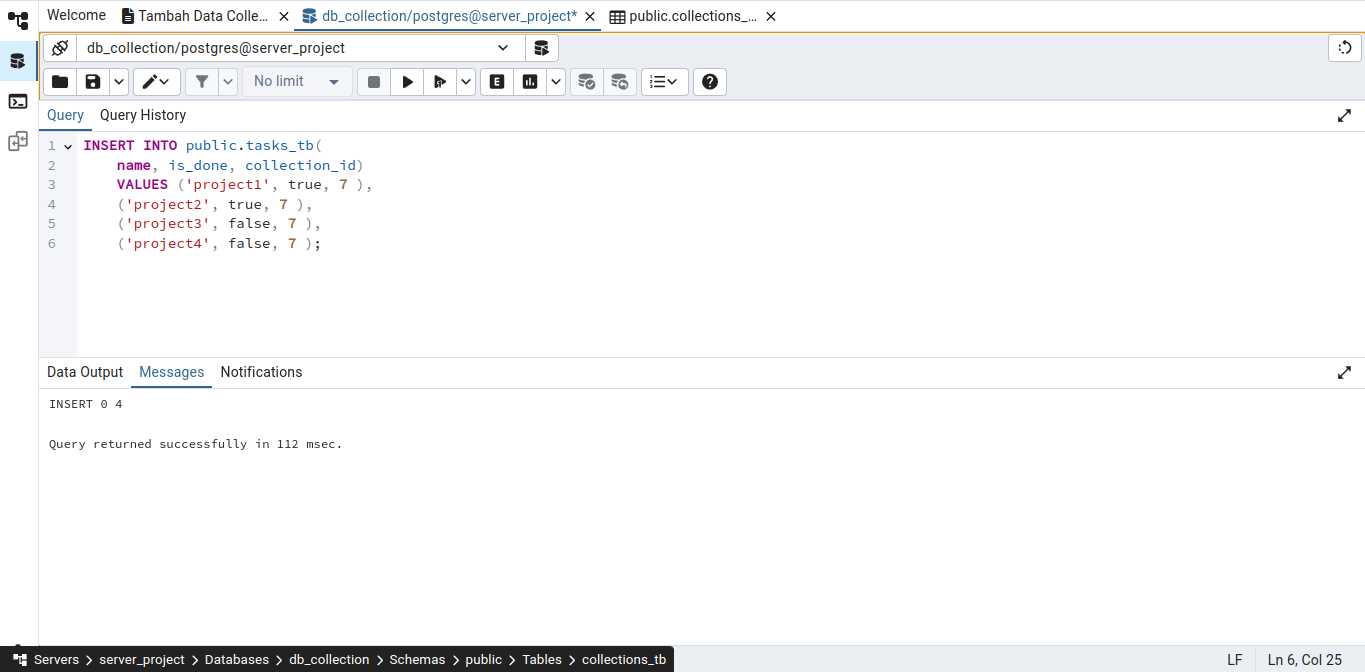 Welcome Tambah Data Colle... db_collection/postgres@server_project* public.collections_...
db_collection/postgres@server_project
No limit
E
Query Query History
1 INSERT INTO public.tasks_tb(
2 name, is_done, collection_id)
3 VALUES ('project1', true, 7 ),
4 ('project2', true, 7 ),
5 ('project3', false, 7 ),
6 ('project4', false, 7 );
Data Output Messages Notifications
INSERT 0 4
Query returned successfully in 112 msec.
Servers > server_project > Databases > db_collection > Schemas > public > Tables > collections_tb LF Ln 6, Col 25